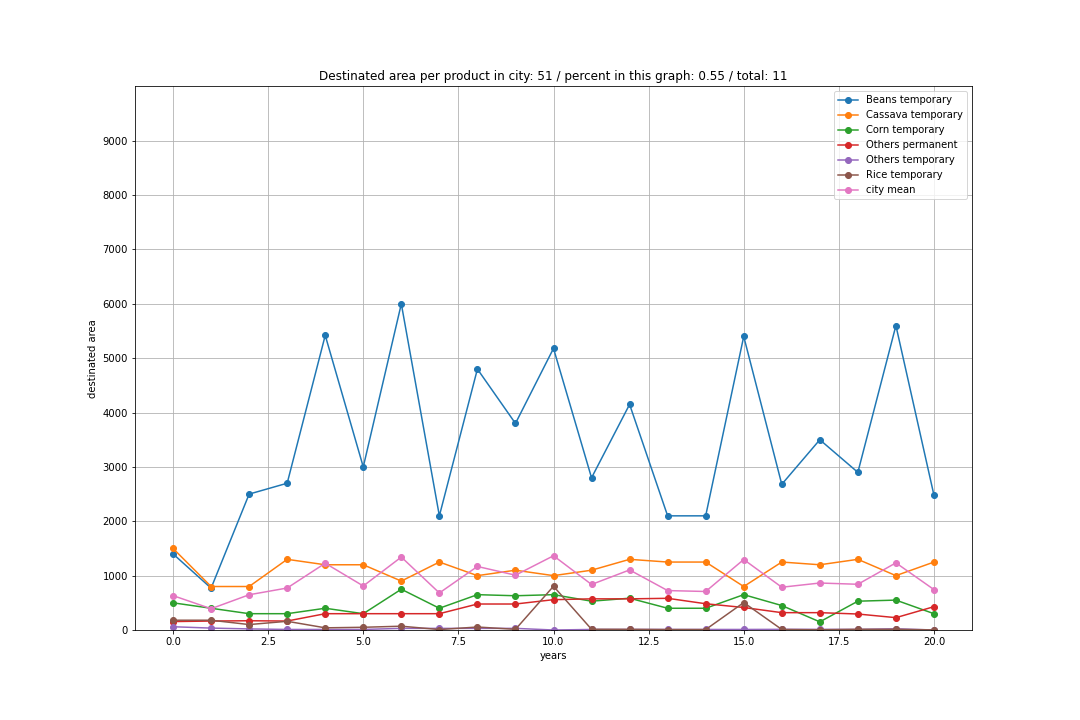 Destinated area per product in city: 51 / percent in this graph: 0.55 / total: 11
Beans temporary
Cassava temporary
Corn temporary
Others permanent
Others temporary
Rice temporary
city mean
9000
8000
7000
6000
5000
4000
3000
2000
1000
0
destinated area
0.0 2.5 5.0 7.5 10.0 12.5 15.0 17.5 20.0
years